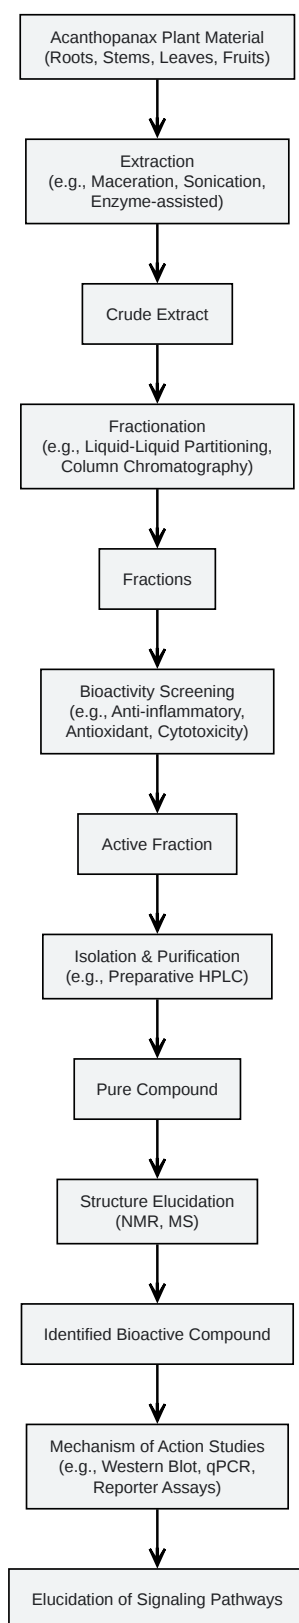 Acanthopanax Plant Material
(Roots, Stems, Leaves, Fruits)
Extraction
(e.g., Maceration, Sonication,
Enzyme-assisted)
Crude Extract
Fractionation
(e.g., Liquid-Liquid Partitioning,
Column Chromatography)
Fractions
Bioactivity Screening
(e.g., Anti-inflammatory,
Antioxidant, Cytotoxicity)
Active Fraction
Isolation & Purification
(e.g., Preparative HPLC)
Pure Compound
Structure Elucidation
(NMR, MS)
Identified Bioactive Compound
Mechanism of Action Studies
(e.g., Western Blot, qPCR,
Reporter Assays)
Elucidation of Signaling Pathways